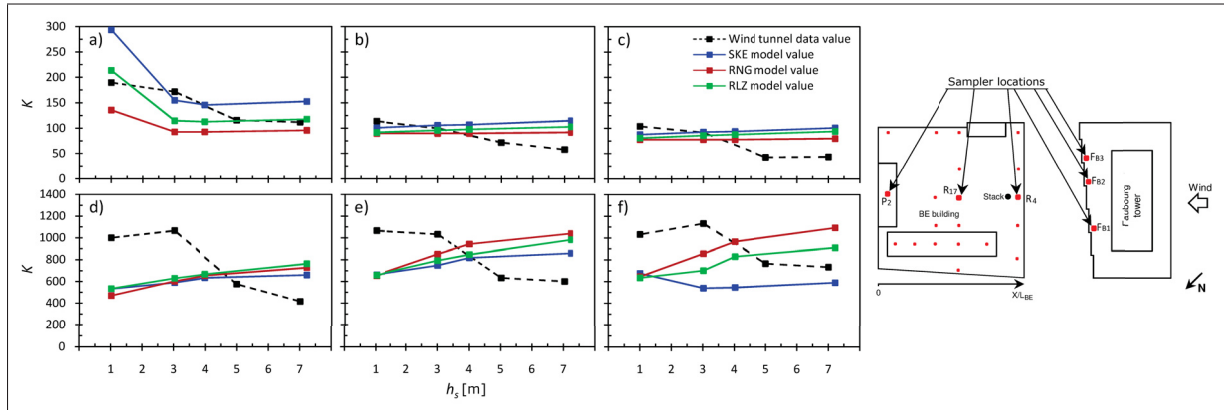 300
250
200
150
100
50
0
K
a)
b)
c)
Wind tunnel data value
SKE model value
RNG model value
RLZ model value
1400
1200
1000
800
600
400
200
0
K
d)
e)
f)
1 2 3 4 5 6 7
1 2 3 4 5 6 7
1 2 3 4 5 6 7
hs [m]
Sampler locations
FB3
FB2
FB1
P2
R17
Stack
R4
BE building
Faubourg
tower
Wind
N
0
X/LBE